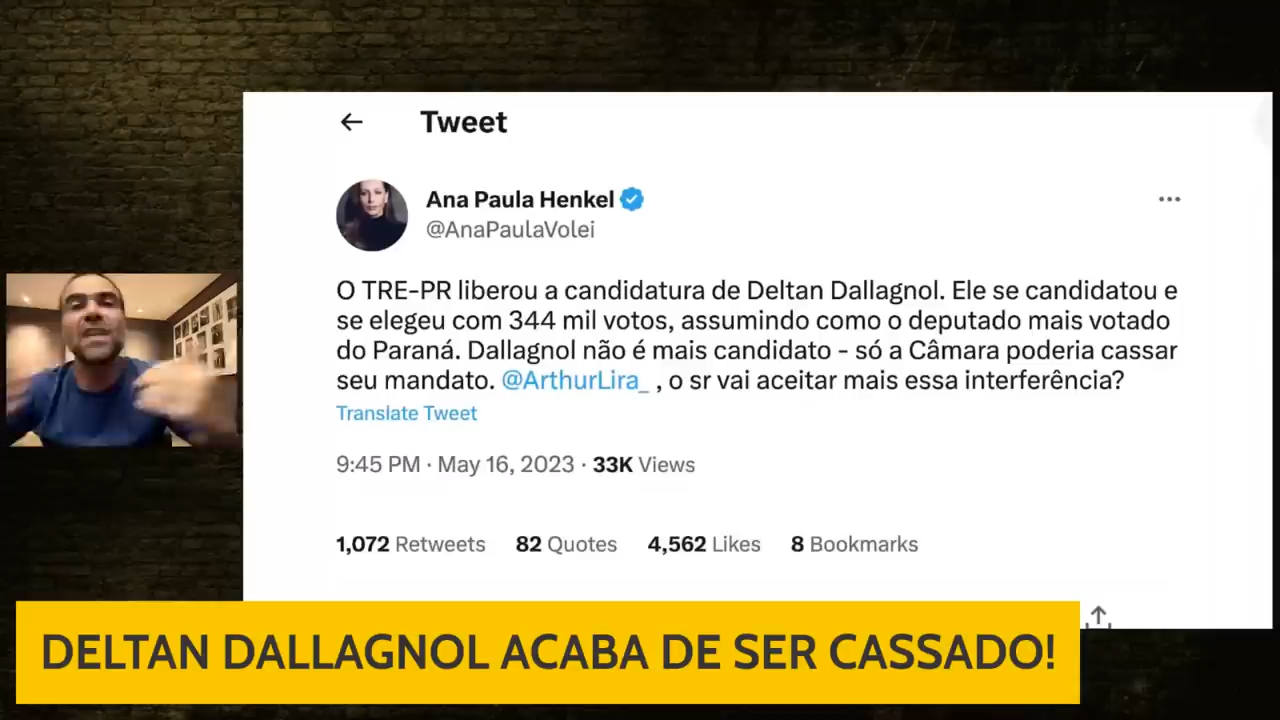 Tweet
Ana Paula Henkel
@AnaPaulaVolei
O TRE-PR liberou a candidatura de Deltan Dallagnol. Ele se candidatou e
se elegeu com 344 mil votos, assumindo como o deputado mais votado
do Paraná. Dallagnol não é mais candidato - só a Câmara poderia cassar
seu mandato. @ArthurLira_ , o sr vai aceitar mais essa interferência?
Translate Tweet
9:45 PM · May 16, 2023 · 33K Views
1,072 Retweets 82 Quotes 4,562 Likes 8 Bookmarks
DELTAN DALLAGNOL ACABA DE SER CASSADO!